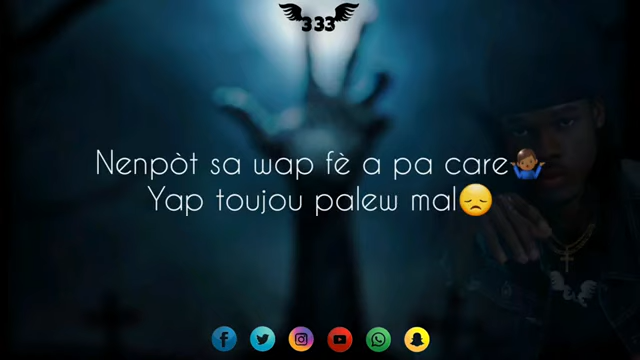 333
Nenpòt sa wap fè a pa care🤷🏽‍♂️
Yap toujou palew mal😞